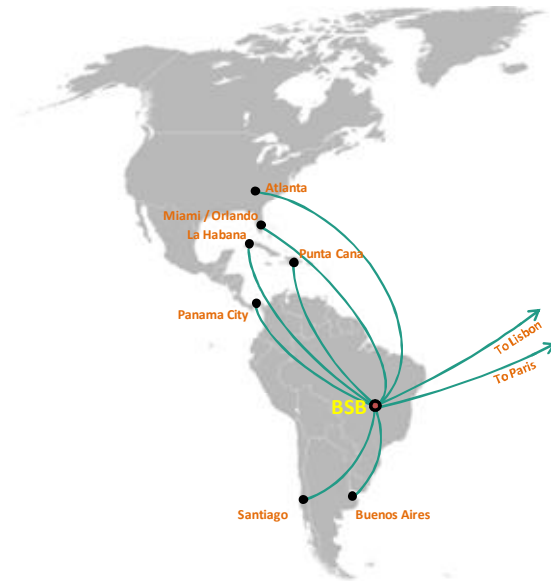 Atlanta
Miami / Orlando
La Habana
Punta Cana
Panama City
To Lisbon
To Paris
BSB
Santiago
Buenos Aires